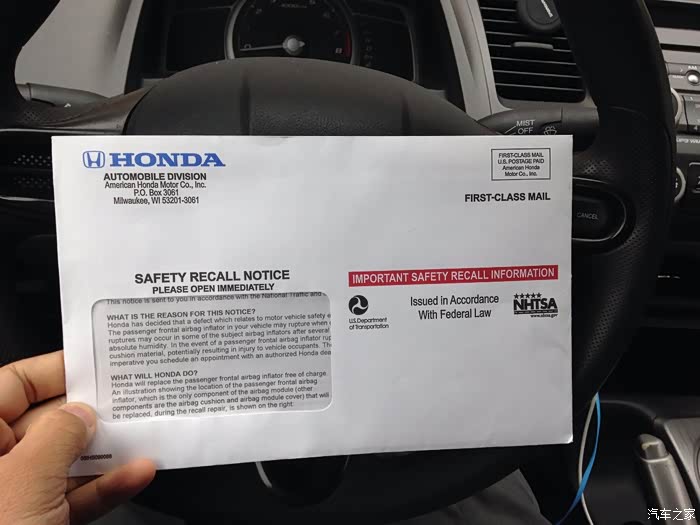 MIST
OFF
CANCEL
HONDA
AUTOMOBILE DIVISION
American Honda Motor Co., Inc.
P.O. Box 3061
Milwaukee, WI 53201-3061
FIRST-CLASS MAIL
U.S. POSTAGE PAID
American Honda
Motor Co., Inc.
FIRST-CLASS MAIL
SAFETY RECALL NOTICE
PLEASE OPEN IMMEDIATELY
IMPORTANT SAFETY RECALL INFORMATION
U.S. Department
of Transportation
Issued in Accordance
With Federal Law
NHTSA
www.nhtsa.gov
This notice is sent to you in accordance with the National Traffic and
WHAT IS THE REASON FOR THIS NOTICE?
Honda has decided that a defect which relates to motor vehicle safety e
The passenger frontal airbag inflator in your vehicle may rupture when
ruptures may occur in some of the subject airbag inflators after several
absolute humidity. In the event of a passenger frontal airbag inflator rup
cushion material, potentially resulting in injury to vehicle occupants. The
imperative you schedule an appointment with an authorized Honda dea
WHAT WILL HONDA DO?
Honda will replace the passenger frontal airbag inflator free of charge.
An illustration showing the location of the passenger frontal airbag
inflator, which is the only component of the airbag module (other
components are the airbag cushion and airbag module cover) that will
be replaced, during the recall repair, is shown on the right.
汽车之家